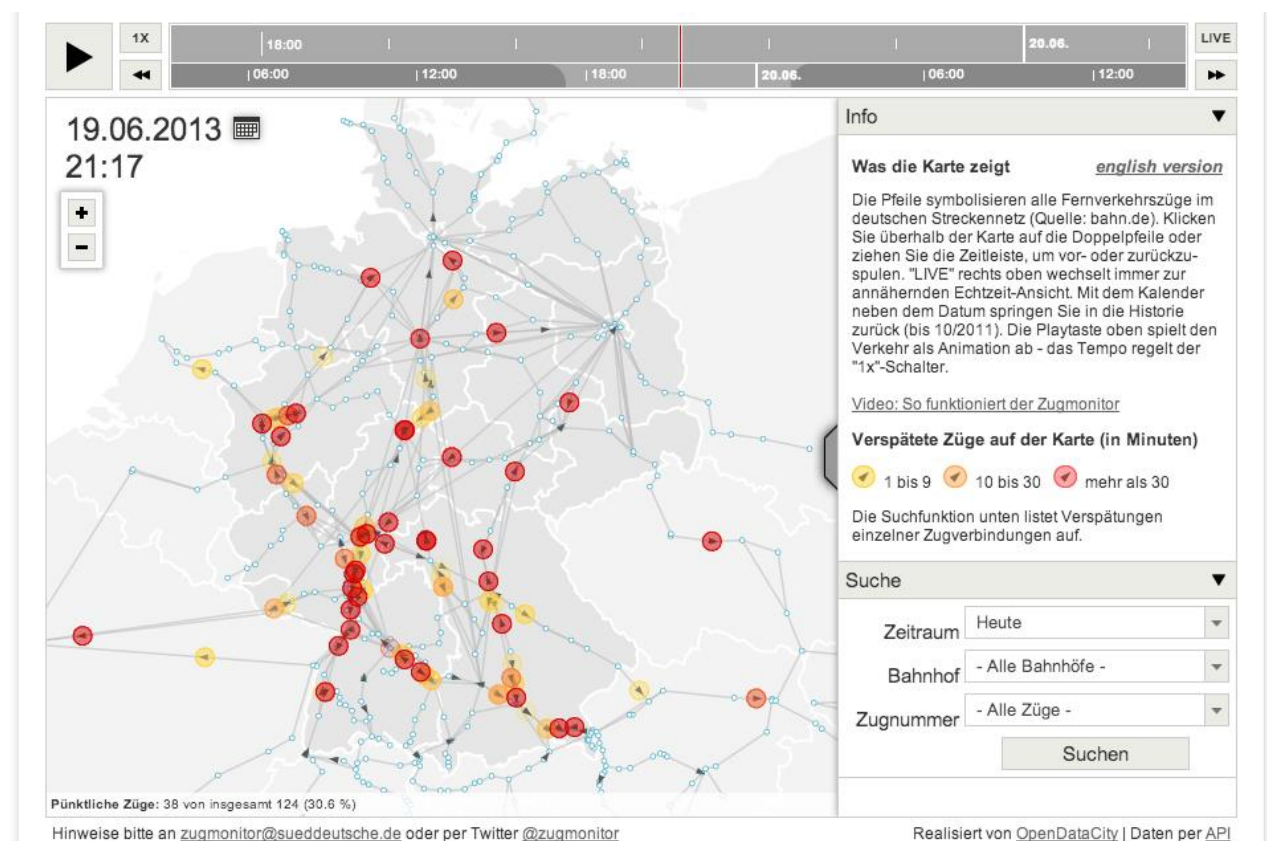 1X
18:00
20.06.
LIVE
06:00
12:00
18:00
20.06.
06:00
12:00
19.06.2013
21:17
+
-
Info
Was die Karte zeigt
english version
Die Pfeile symbolisieren alle Fernverkehrszüge im
deutschen Streckennetz (Quelle: bahn.de). Klicken
Sie überhalb der Karte auf die Doppelpfeile oder
ziehen Sie die Zeitleiste, um vor- oder zurückzu-
spulen. "LIVE" rechts oben wechselt immer zur
annähernden Echtzeit-Ansicht. Mit dem Kalender
neben dem Datum springen Sie in die Historie
zurück (bis 10/2011). Die Playtaste oben spielt den
Verkehr als Animation ab - das Tempo regelt der
"1x"-Schalter.
Video: So funktioniert der Zugmonitor
Verspätete Züge auf der Karte (in Minuten)
1 bis 9 10 bis 30 mehr als 30
Die Suchfunktion unten listet Verspätungen
einzelner Zugverbindungen auf.
Suche
Zeitraum Heute
Bahnhof - Alle Bahnhöfe -
Zugnummer - Alle Züge -
Suchen
Pünktliche Züge: 38 von insgesamt 124 (30.6 %)
Hinweise bitte an zugmonitor@sueddeutsche.de oder per Twitter @zugmonitor
Realisiert von OpenDataCity | Daten per API